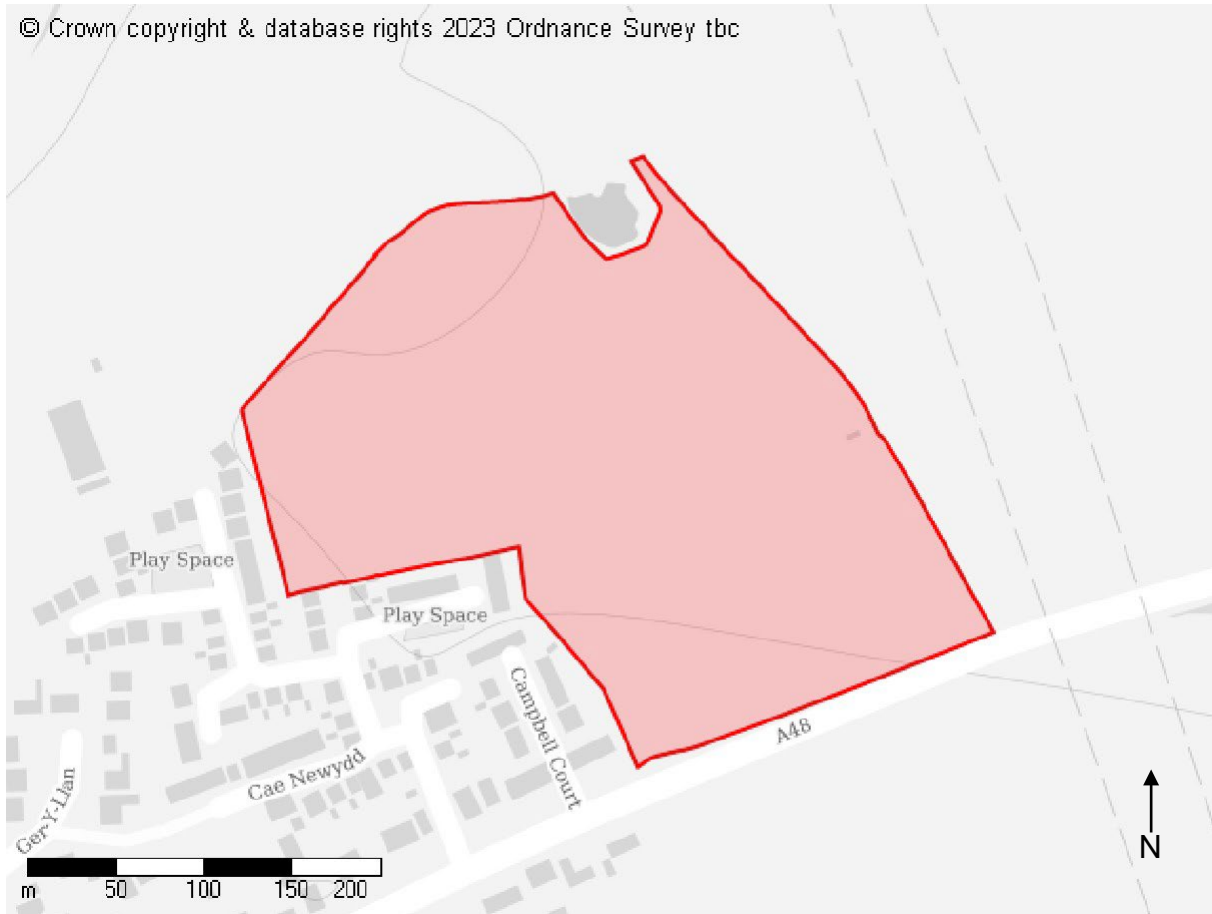 © Crown copyright & database rights 2023 Ordnance Survey tbc
Play Space
Play Space
Campbell Court
A48
Cae Newydd
Ger-Y-Llan
N
m 50 100 150 200